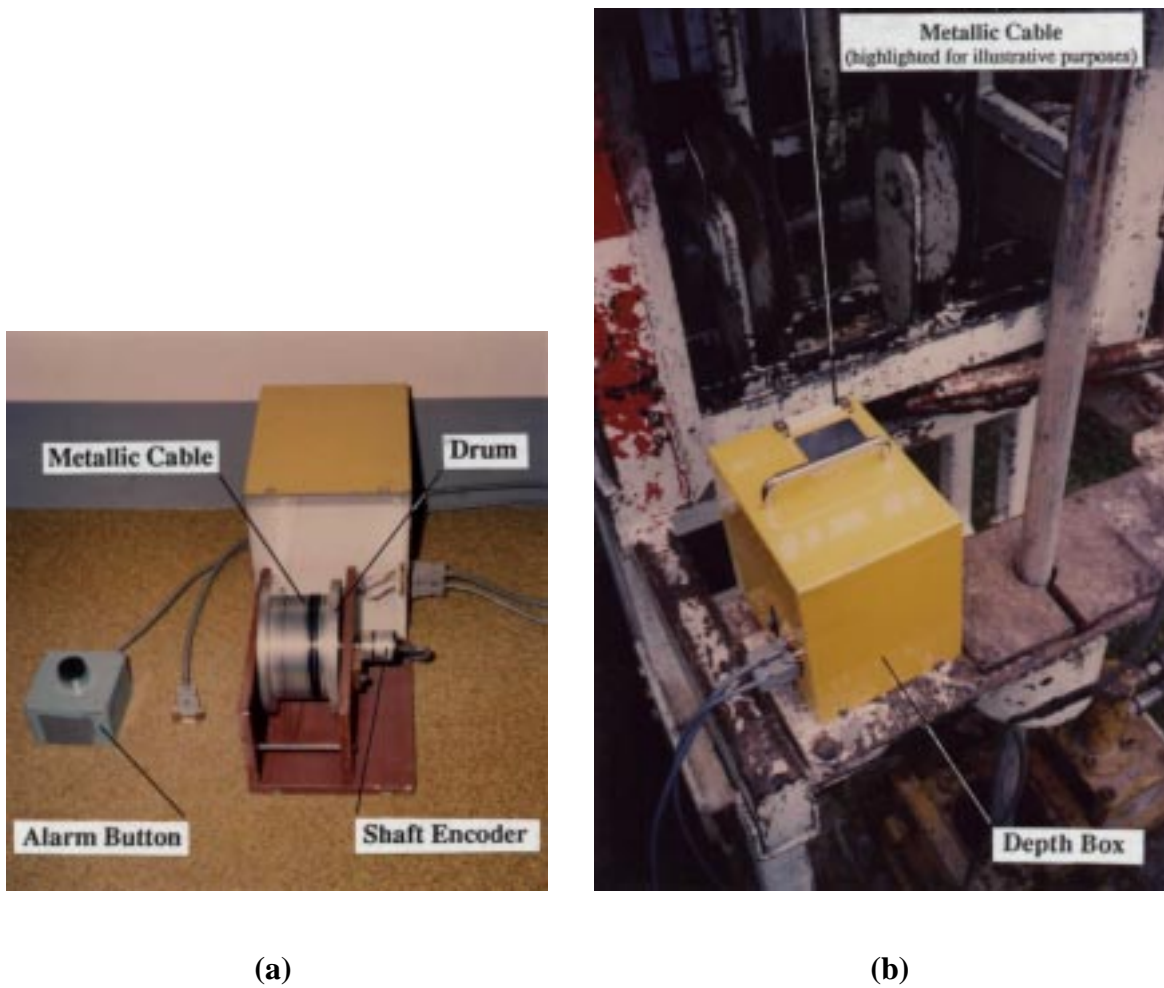 Metallic Cable
(highlighted for illustrative purposes)
Metallic Cable
Drum
Alarm Button
Shaft Encoder
Depth Box
(a)
(b)